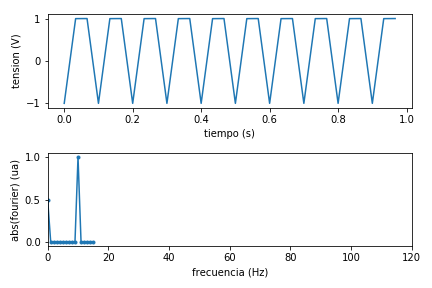 tension (V)
1
0
−1
0.0 0.2 0.4 0.6 0.8 1.0
tiempo (s)
abs(fourier) (ua)
1.0
0.5
0.0
0 20 40 60 80 100 120
frecuencia (Hz)